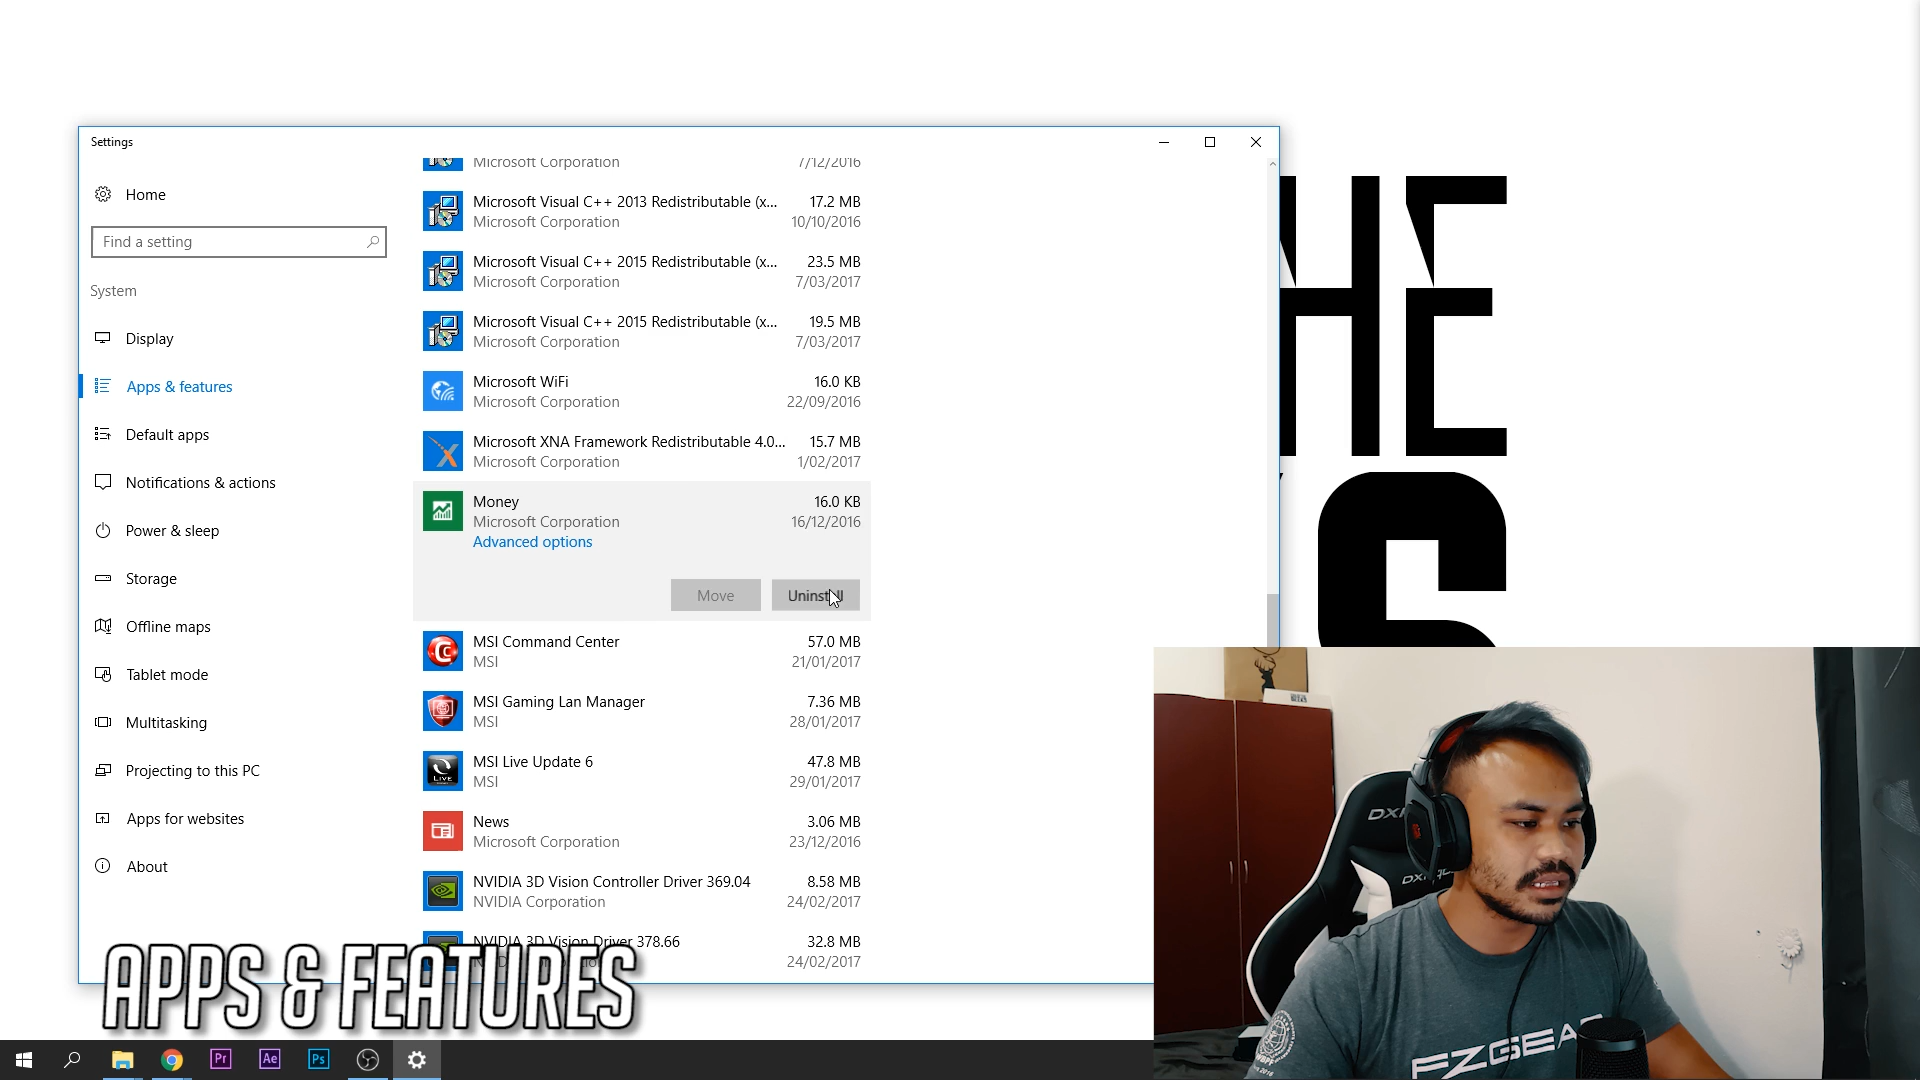 HE
S
Settings
Home
Find a setting
System
Display
Apps & features
Default apps
Notifications & actions
Power & sleep
Storage
Offline maps
Tablet mode
Multitasking
Projecting to this PC
Apps for websites
About
Microsoft Corporation 7/12/2016
Microsoft Visual C++ 2013 Redistributable (x... 17.2 MB
Microsoft Corporation 10/10/2016
Microsoft Visual C++ 2015 Redistributable (x... 23.5 MB
Microsoft Corporation 7/03/2017
Microsoft Visual C++ 2015 Redistributable (x... 19.5 MB
Microsoft Corporation 7/03/2017
Microsoft WiFi 16.0 KB
Microsoft Corporation 22/09/2016
Microsoft XNA Framework Redistributable 4.0... 15.7 MB
Microsoft Corporation 1/02/2017
Money 16.0 KB
Microsoft Corporation 16/12/2016
Advanced options
Move Uninstall
MSI Command Center 57.0 MB
MSI 21/01/2017
MSI Gaming Lan Manager 7.36 MB
MSI 28/01/2017
MSI Live Update 6 47.8 MB
MSI 29/01/2017
LIVE
News 3.06 MB
Microsoft Corporation 23/12/2016
NVIDIA 3D Vision Controller Driver 369.04 8.58 MB
NVIDIA Corporation 24/02/2017
NVIDIA 3D Vision Driver 378.66 32.8 MB
24/02/2017
APPS & FEATURES
Pr Ae Ps
FZGEAR